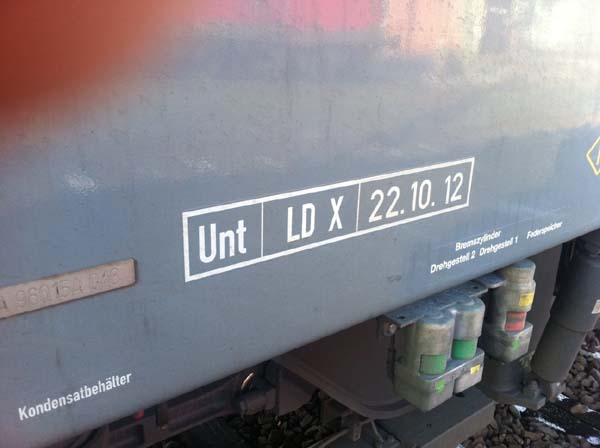 Unt LD X 22.10.12
Bremszylinder
Drehgestell 2 Drehgestell 1 Federspeicher
Kondensatbehälter